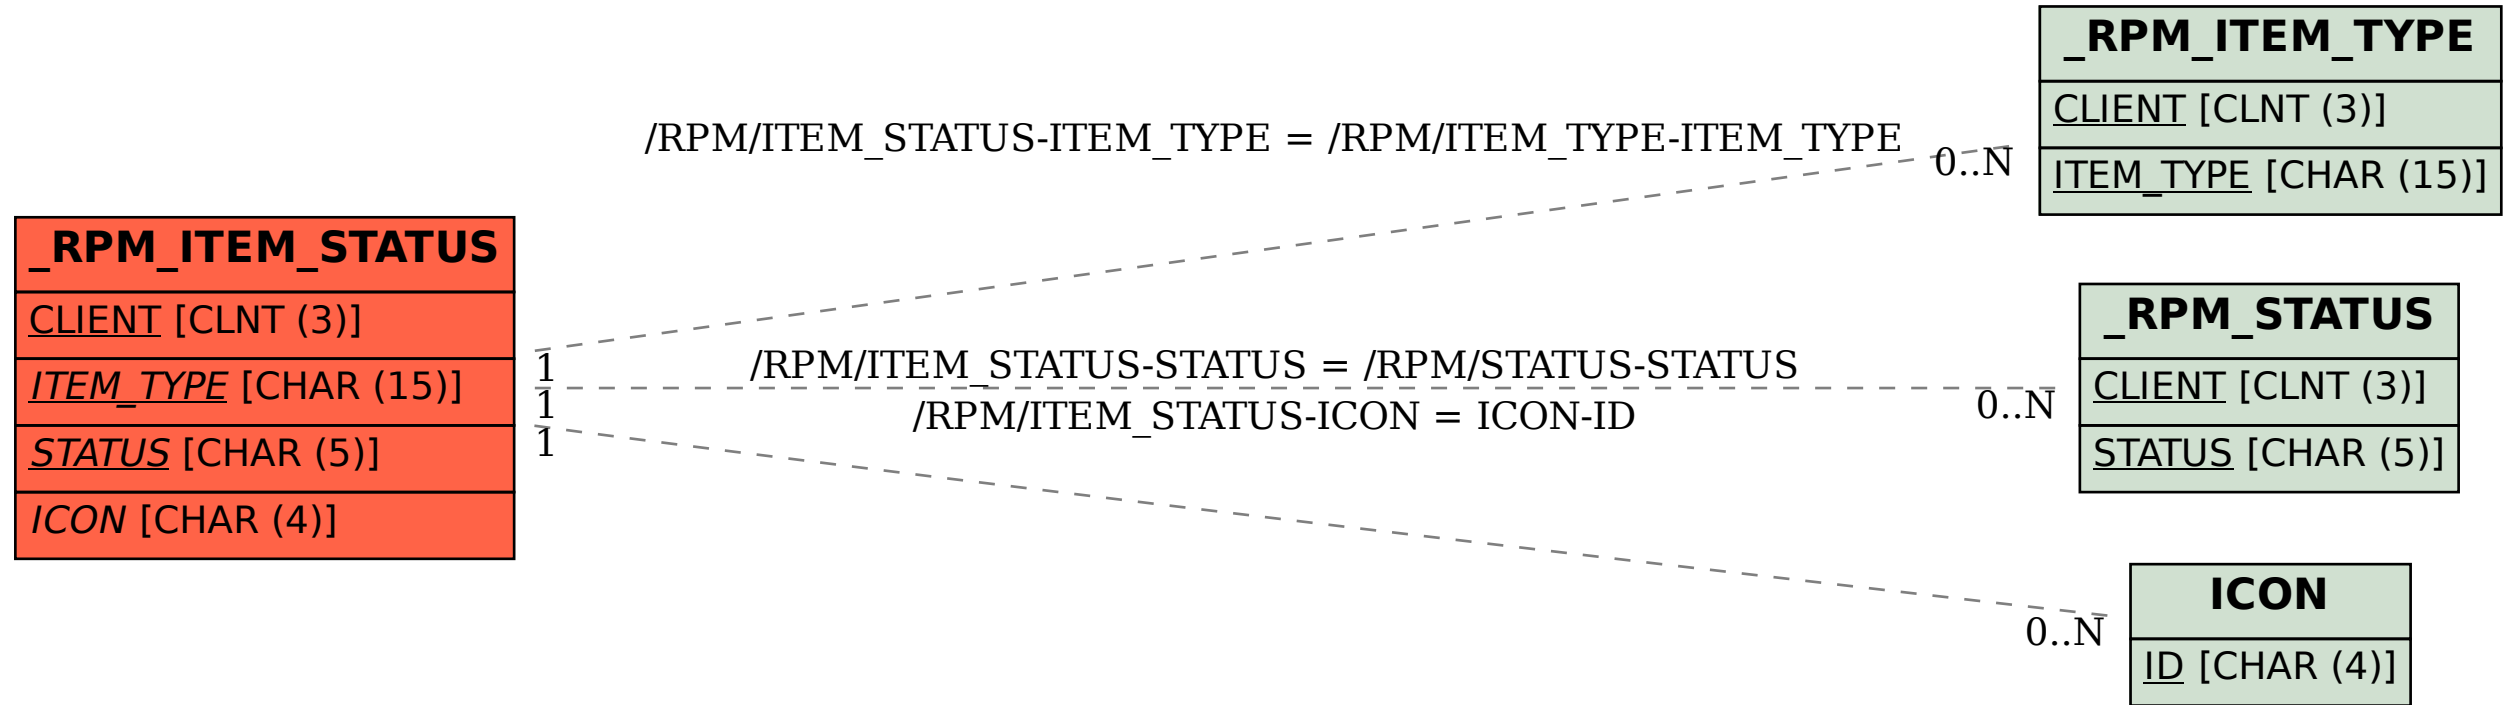 _RPM_ITEM_STATUS
CLIENT [CLNT (3)]
ITEM_TYPE [CHAR (15)]
STATUS [CHAR (5)]
ICON [CHAR (4)]
/RPM/ITEM_STATUS-ITEM_TYPE = /RPM/ITEM_TYPE-ITEM_TYPE
0..N
1
/RPM/ITEM_STATUS-STATUS = /RPM/STATUS-STATUS
0..N
1
/RPM/ITEM_STATUS-ICON = ICON-ID
0..N
1
_RPM_ITEM_TYPE
CLIENT [CLNT (3)]
ITEM_TYPE [CHAR (15)]
_RPM_STATUS
CLIENT [CLNT (3)]
STATUS [CHAR (5)]
ICON
ID [CHAR (4)]